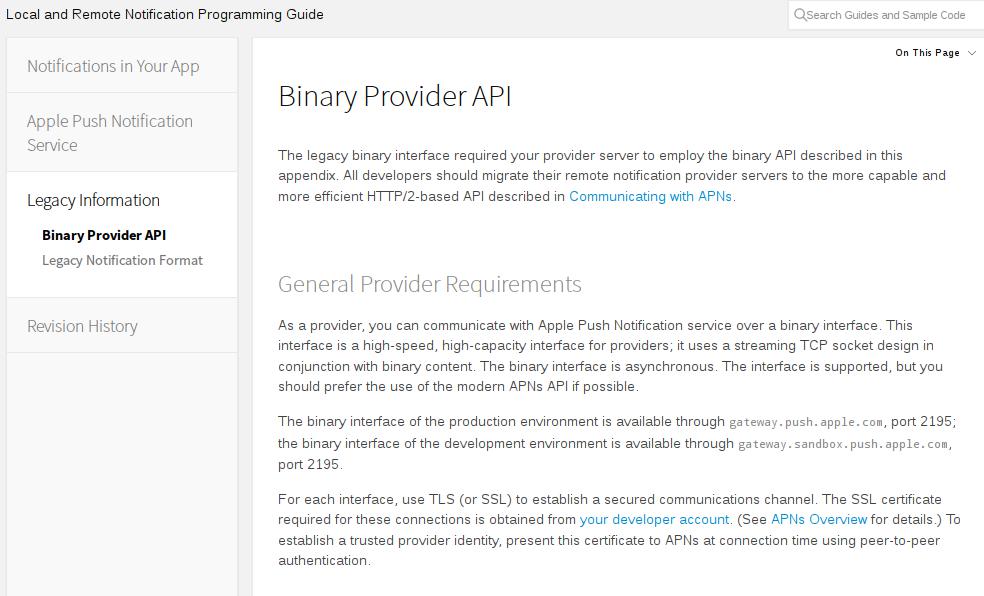 Local and Remote Notification Programming Guide
Search Guides and Sample Code
On This Page
Notifications in Your App
Apple Push Notification
Service
Legacy Information
Binary Provider API
Legacy Notification Format
Revision History
Binary Provider API
The legacy binary interface required your provider server to employ the binary API described in this
appendix. All developers should migrate their remote notification provider servers to the more capable and
more efficient HTTP/2-based API described in Communicating with APNs.
General Provider Requirements
As a provider, you can communicate with Apple Push Notification service over a binary interface. This
interface is a high-speed, high-capacity interface for providers; it uses a streaming TCP socket design in
conjunction with binary content. The binary interface is asynchronous. The interface is supported, but you
should prefer the use of the modern APNs API if possible.
The binary interface of the production environment is available through gateway.push.apple.com, port 2195;
the binary interface of the development environment is available through gateway.sandbox.push.apple.com,
port 2195.
For each interface, use TLS (or SSL) to establish a secured communications channel. The SSL certificate
required for these connections is obtained from your developer account. (See APNs Overview for details.) To
establish a trusted provider identity, present this certificate to APNs at connection time using peer-to-peer
authentication.